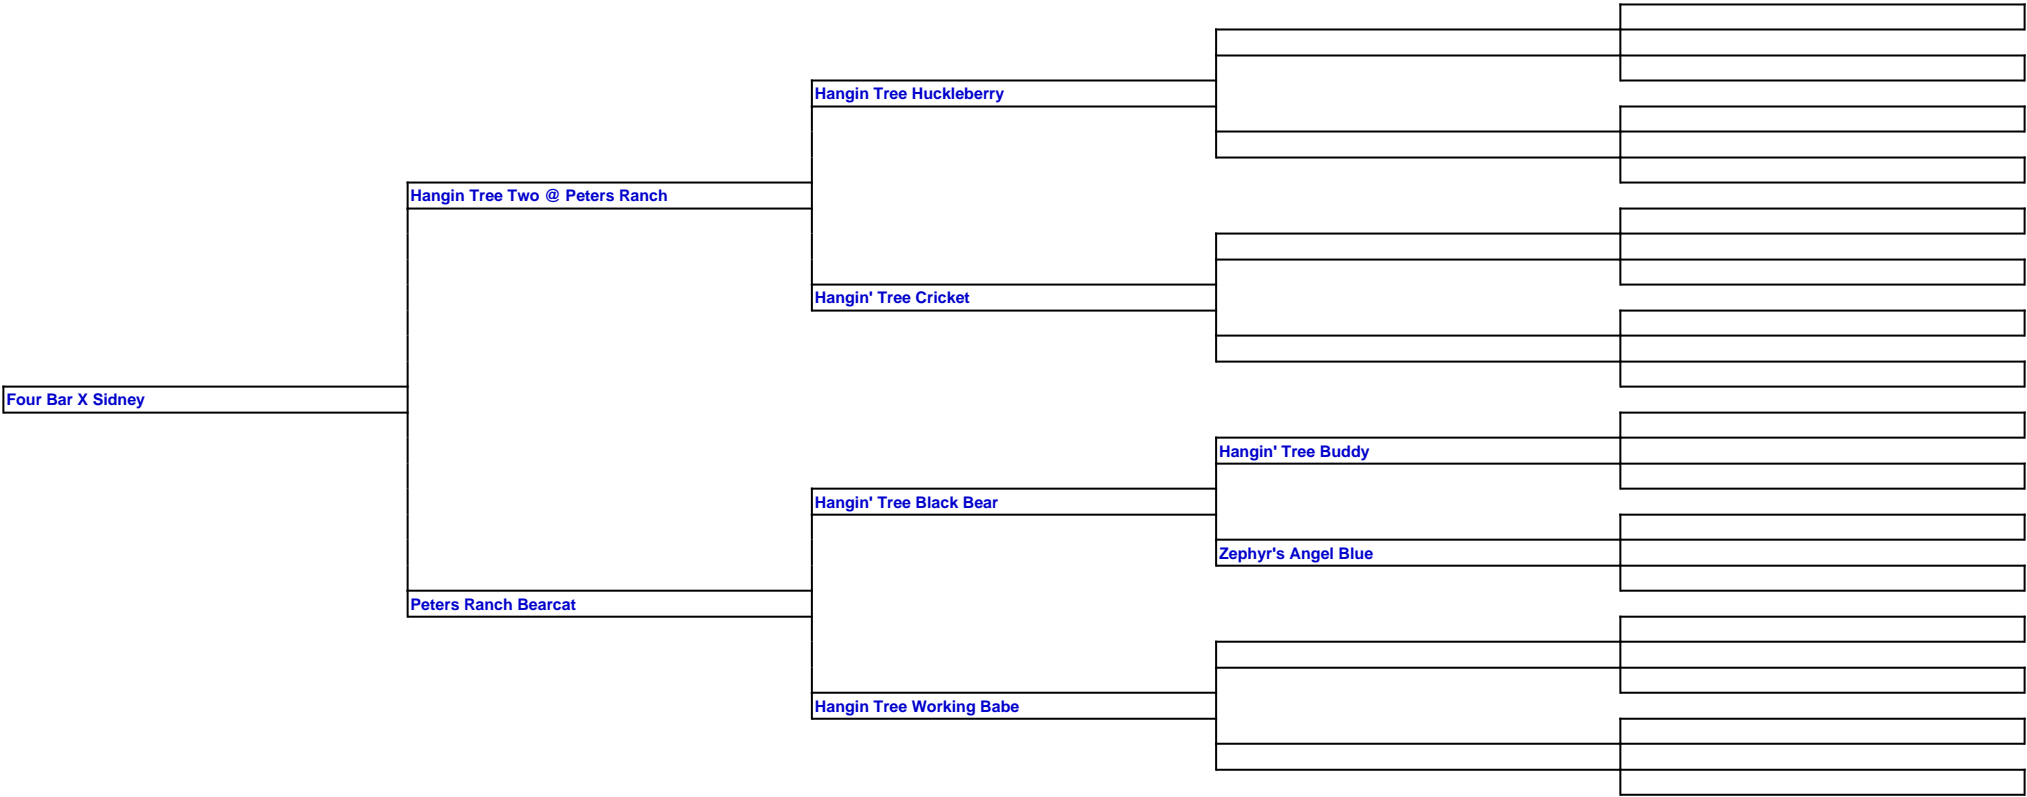 Hangin Tree Huckleberry
Hangin Tree Two @ Peters Ranch
Hangin' Tree Cricket
Four Bar X Sidney
Hangin' Tree Buddy
Hangin' Tree Black Bear
Zephyr's Angel Blue
Peters Ranch Bearcat
Hangin Tree Working Babe